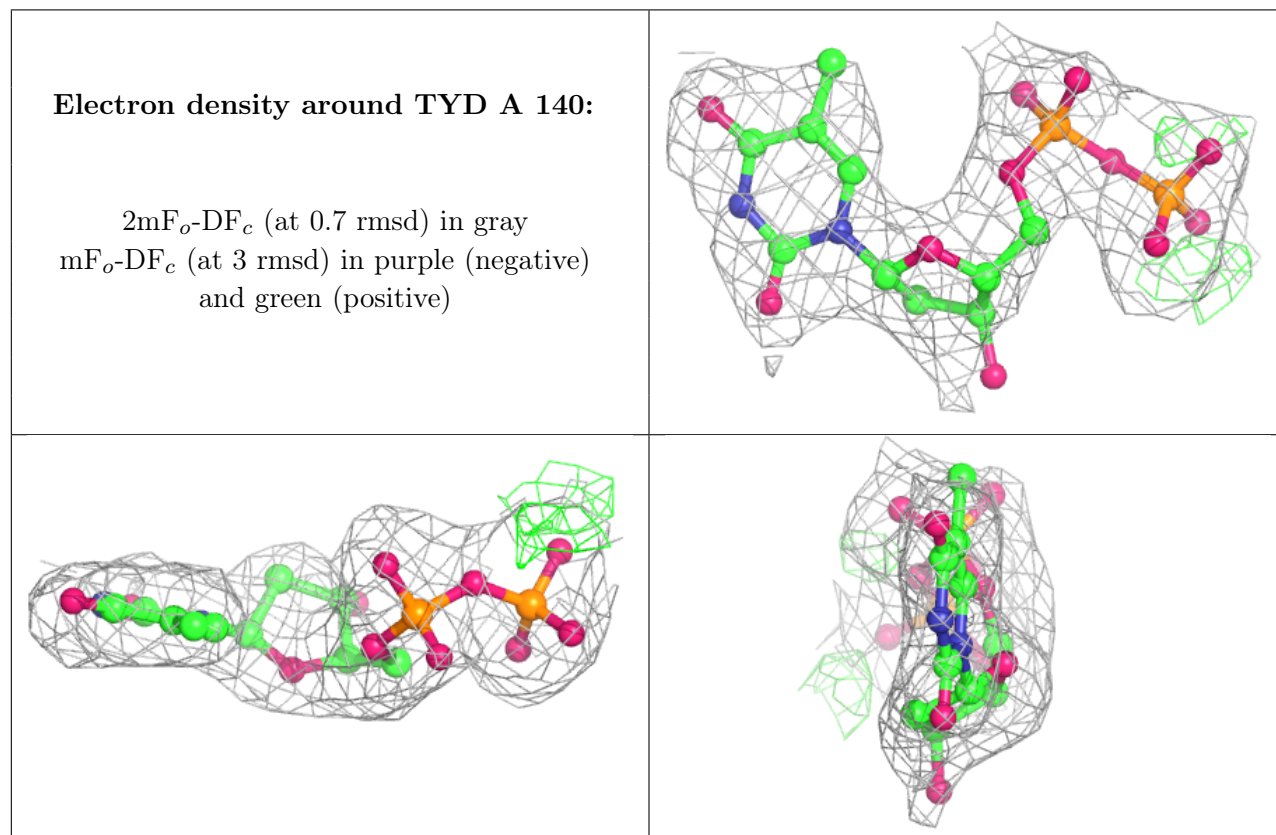 Electron density around TYD A 140:
2mFo-DFc (at 0.7 rmsd) in gray
mFo-DFc (at 3 rmsd) in purple (negative)
and green (positive)